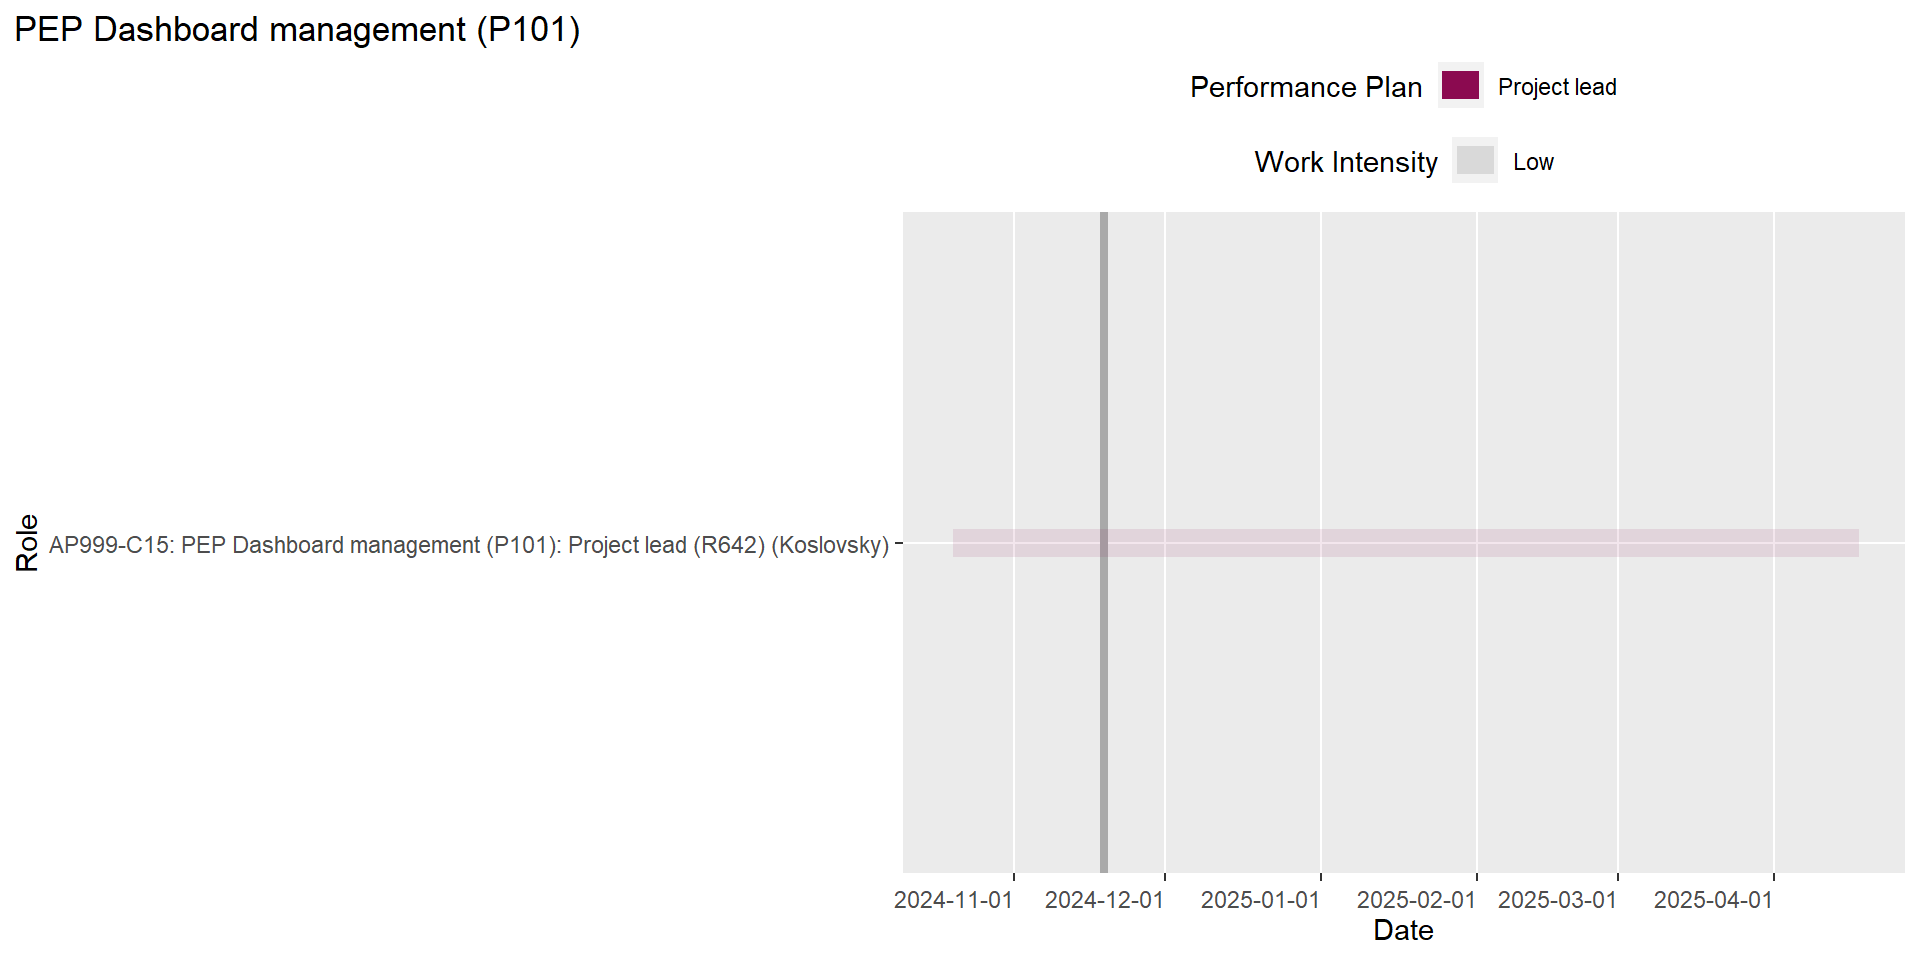 PEP Dashboard management (P101)
Performance Plan Project lead
Work Intensity Low
Role
AP999-C15: PEP Dashboard management (P101): Project lead (R642) (Koslovsky)
2024-11-01 2024-12-01 2025-01-01 2025-02-01 2025-03-01 2025-04-01
Date